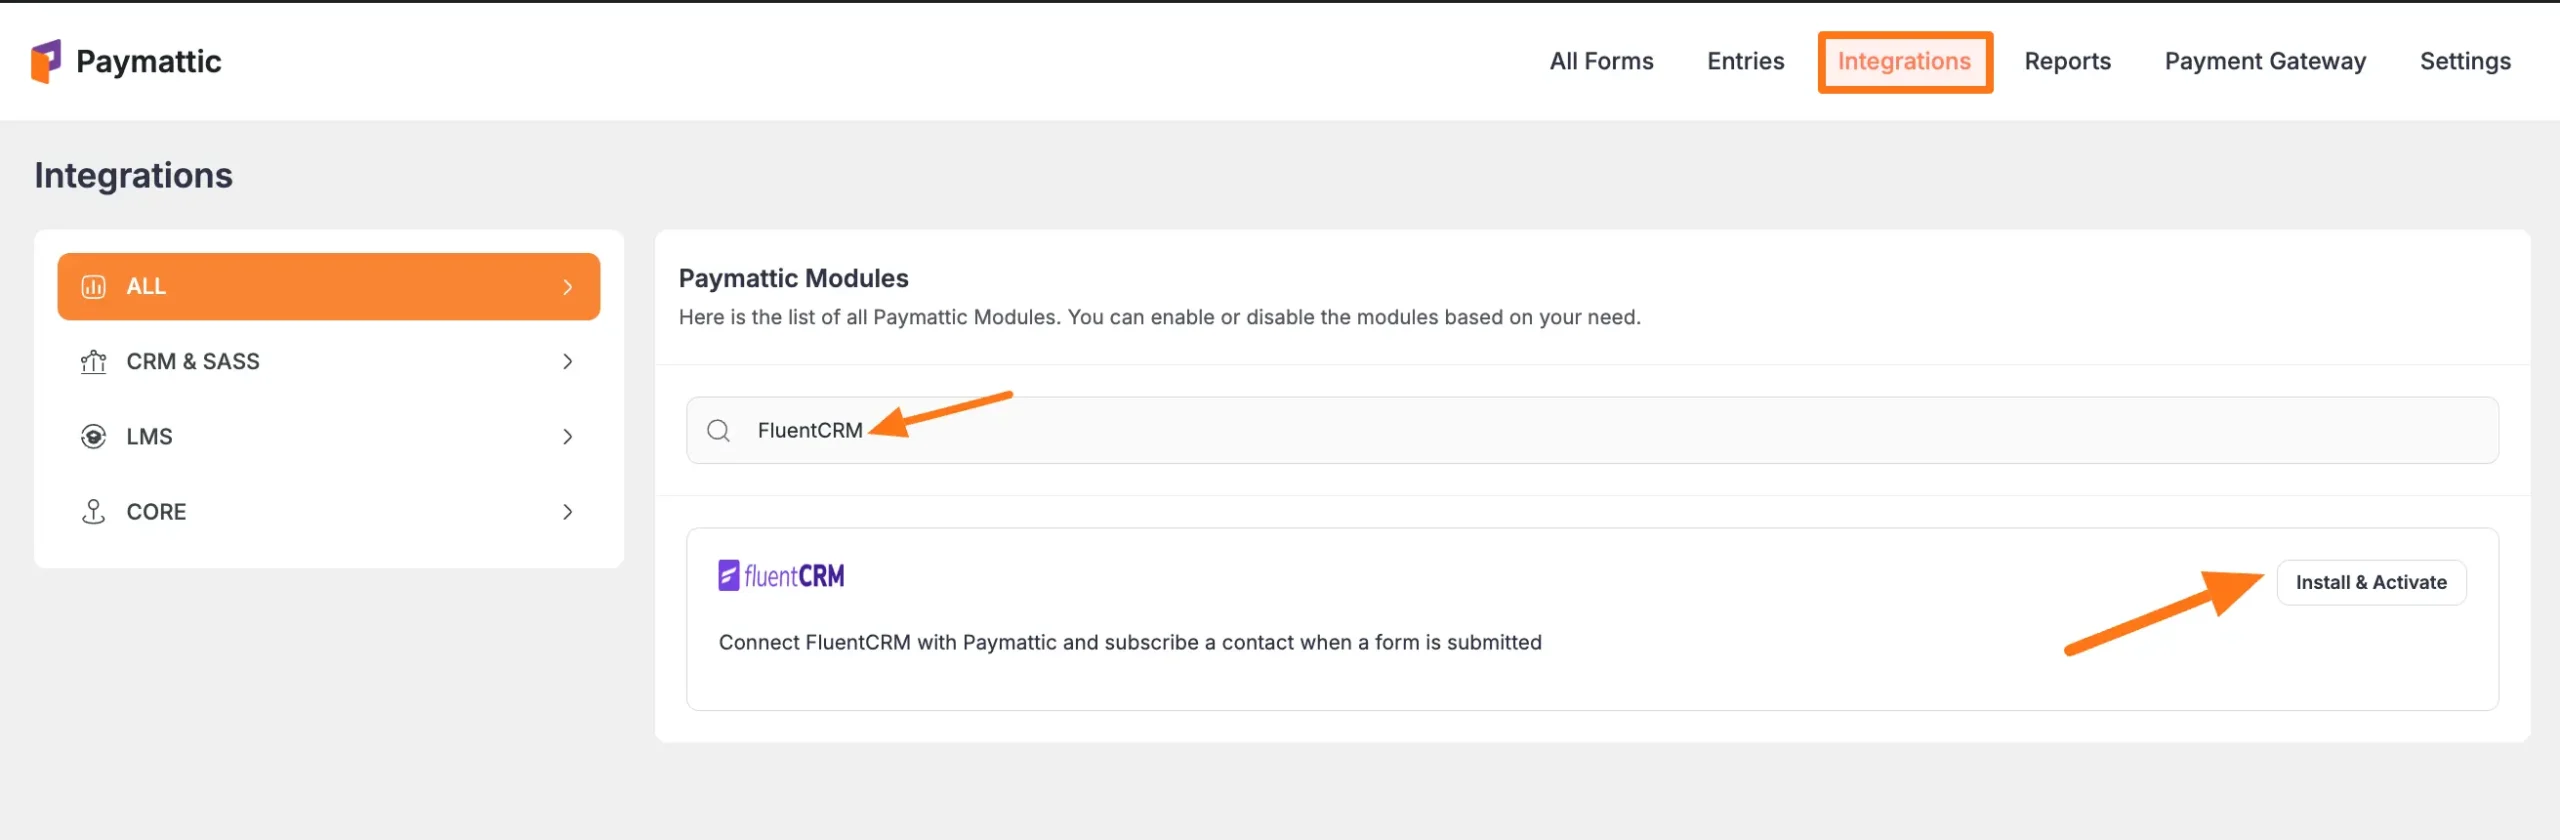 Paymattic
All Forms Entries Integrations Reports Payment Gateway Settings
Integrations
ALL
CRM & SASS
LMS
CORE
Paymattic Modules
Here is the list of all Paymattic Modules. You can enable or disable the modules based on your need.
FluentCRM
fluentCRM
Install & Activate
Connect FluentCRM with Paymattic and subscribe a contact when a form is submitted